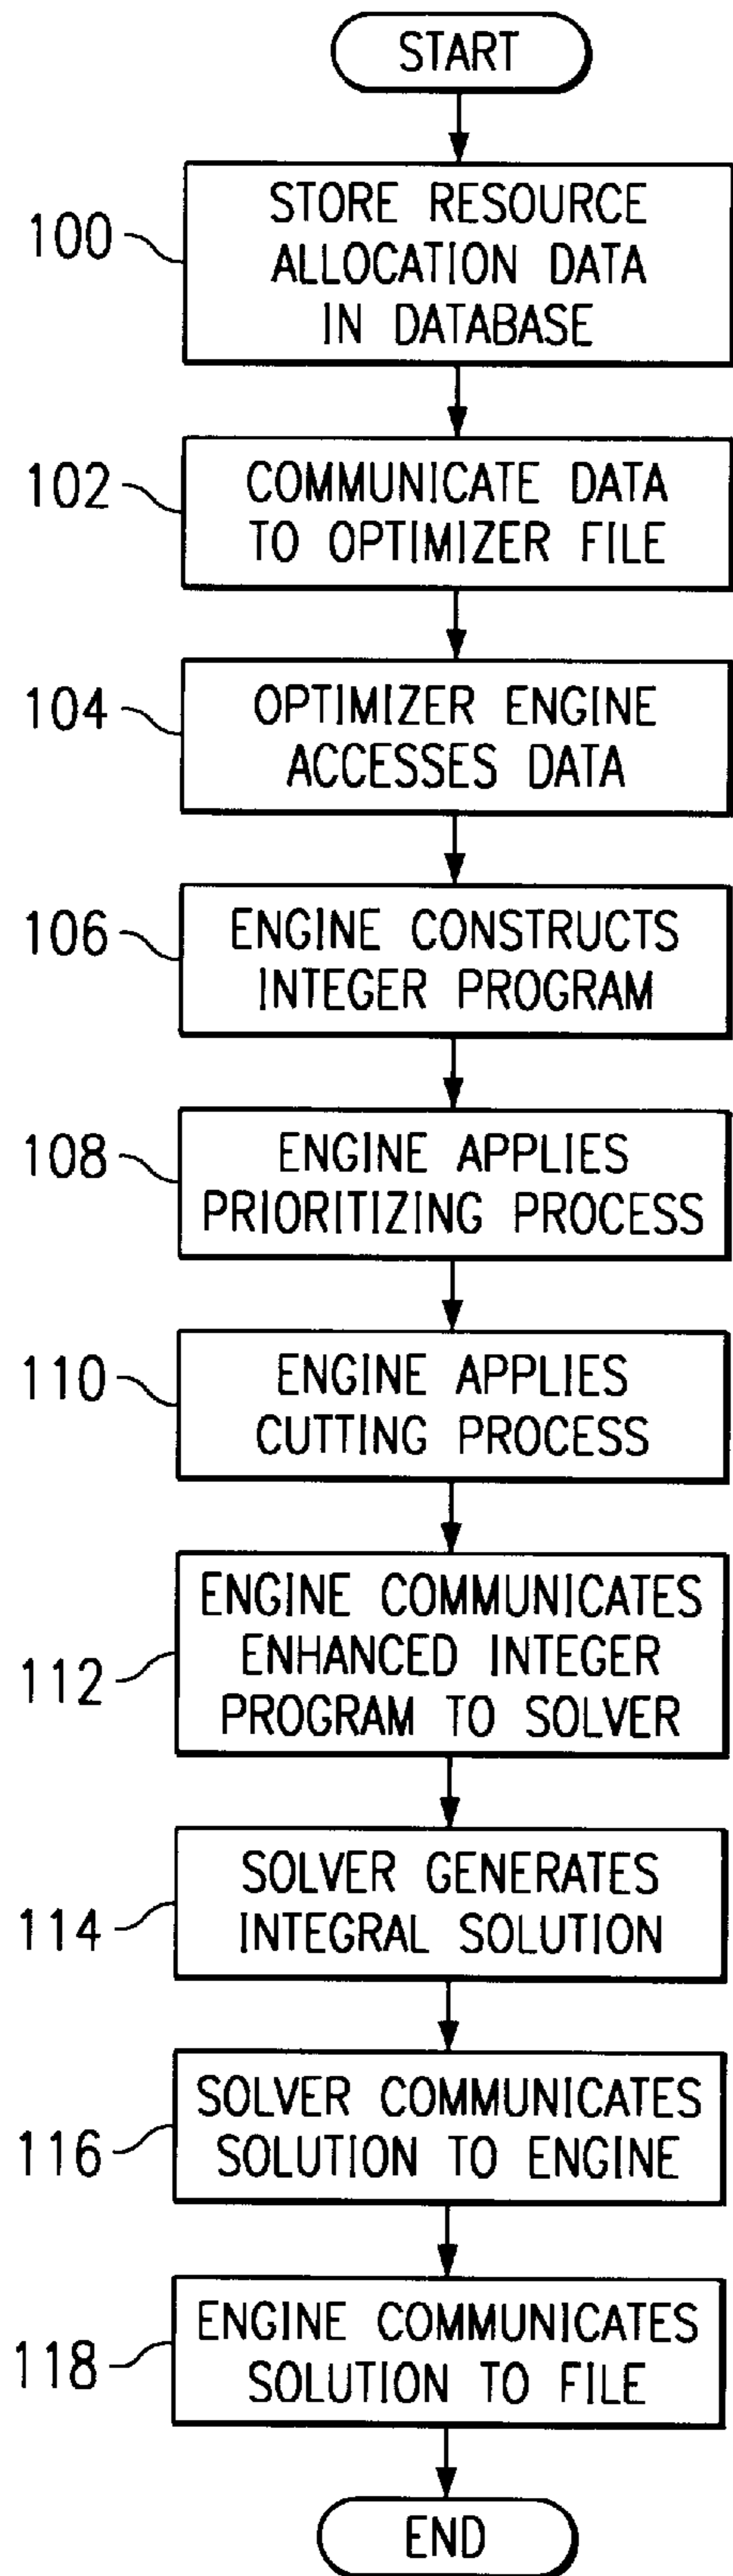 START
100
STORE RESOURCE
ALLOCATION DATA
IN DATABASE
102
COMMUNICATE DATA
TO OPTIMIZER FILE
104
OPTIMIZER ENGINE
ACCESSES DATA
106
ENGINE CONSTRUCTS
INTEGER PROGRAM
108
ENGINE APPLIES
PRIORITIZING PROCESS
110
ENGINE APPLIES
CUTTING PROCESS
112
ENGINE COMMUNICATES
ENHANCED INTEGER
PROGRAM TO SOLVER
114
SOLVER GENERATES
INTEGRAL SOLUTION
116
SOLVER COMMUNICATES
SOLUTION TO ENGINE
118
ENGINE COMMUNICATES
SOLUTION TO FILE
END